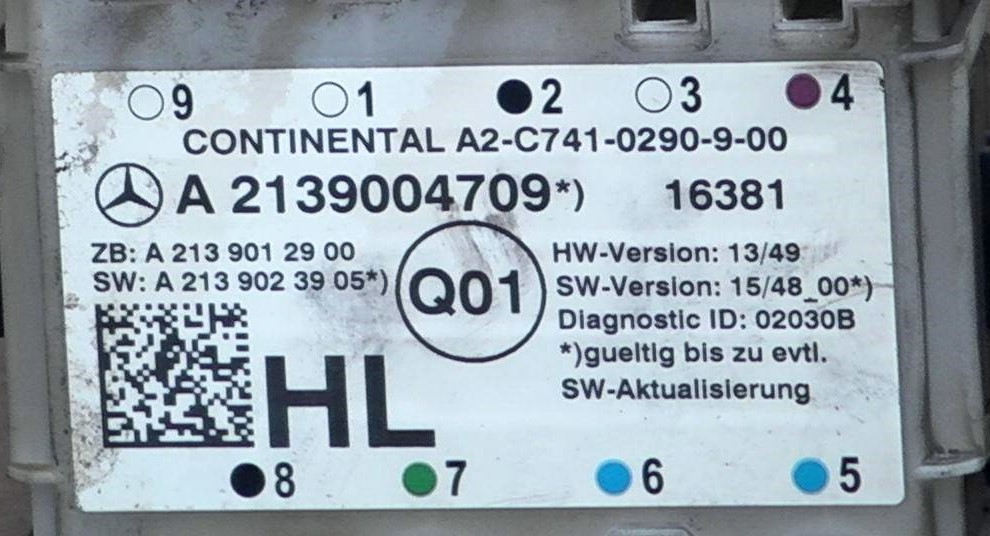 9 1 2 3 4
CONTINENTAL A2-C741-0290-9-00
A 2139004709*) 16381
ZB: A 213 901 29 00
SW: A 213 902 39 05*)
Q01
HW-Version: 13/49
SW-Version: 15/48_00*)
Diagnostic ID: 02030B
*)gueltig bis zu evtl.
SW-Aktualisierung
HL
8 7 6 5